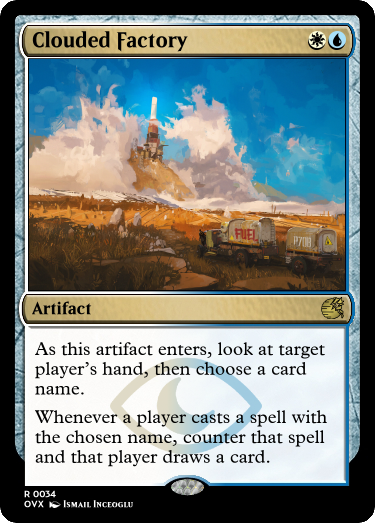 Clouded Factory
FUEL
P70B
Artifact
As this artifact enters, look at target
player's hand, then choose a card
name.
Whenever a player casts a spell with
the chosen name, counter that spell
and that player draws a card.
R 0034
OVX Ismail Inceoglu